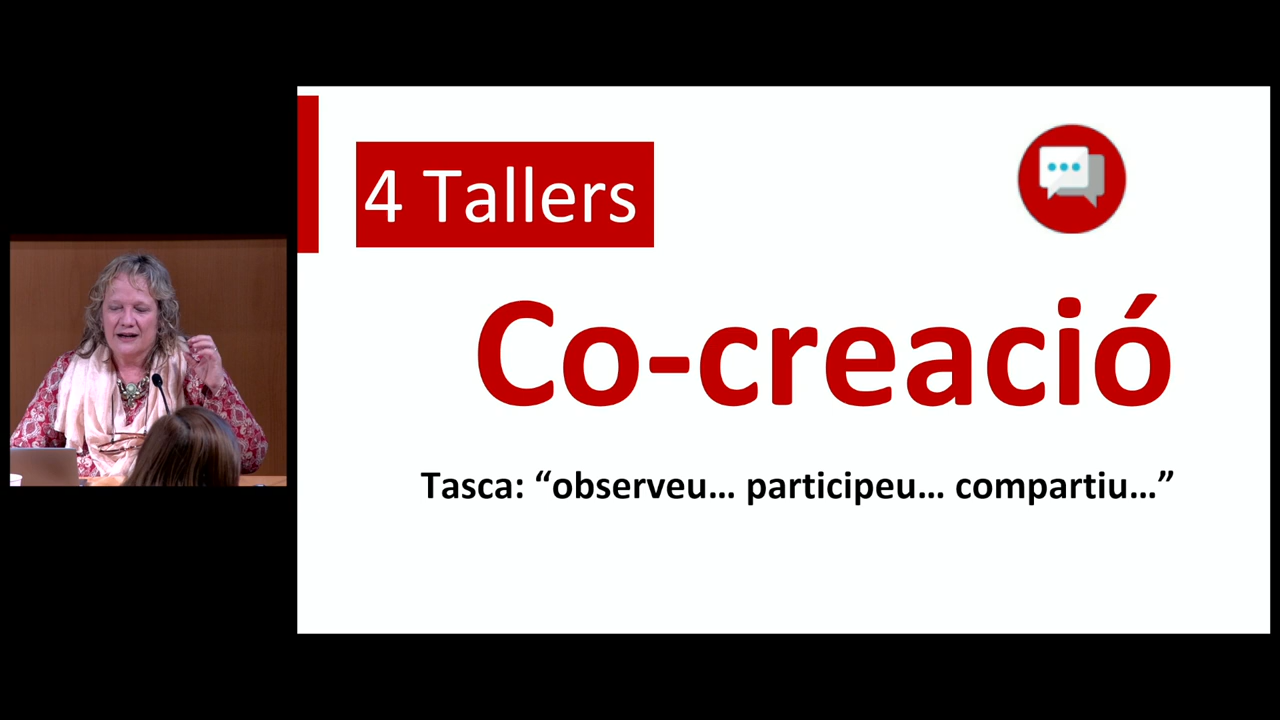 4 Tallers
Co-creació
Tasca: “observeu... participeu... compartiu...”